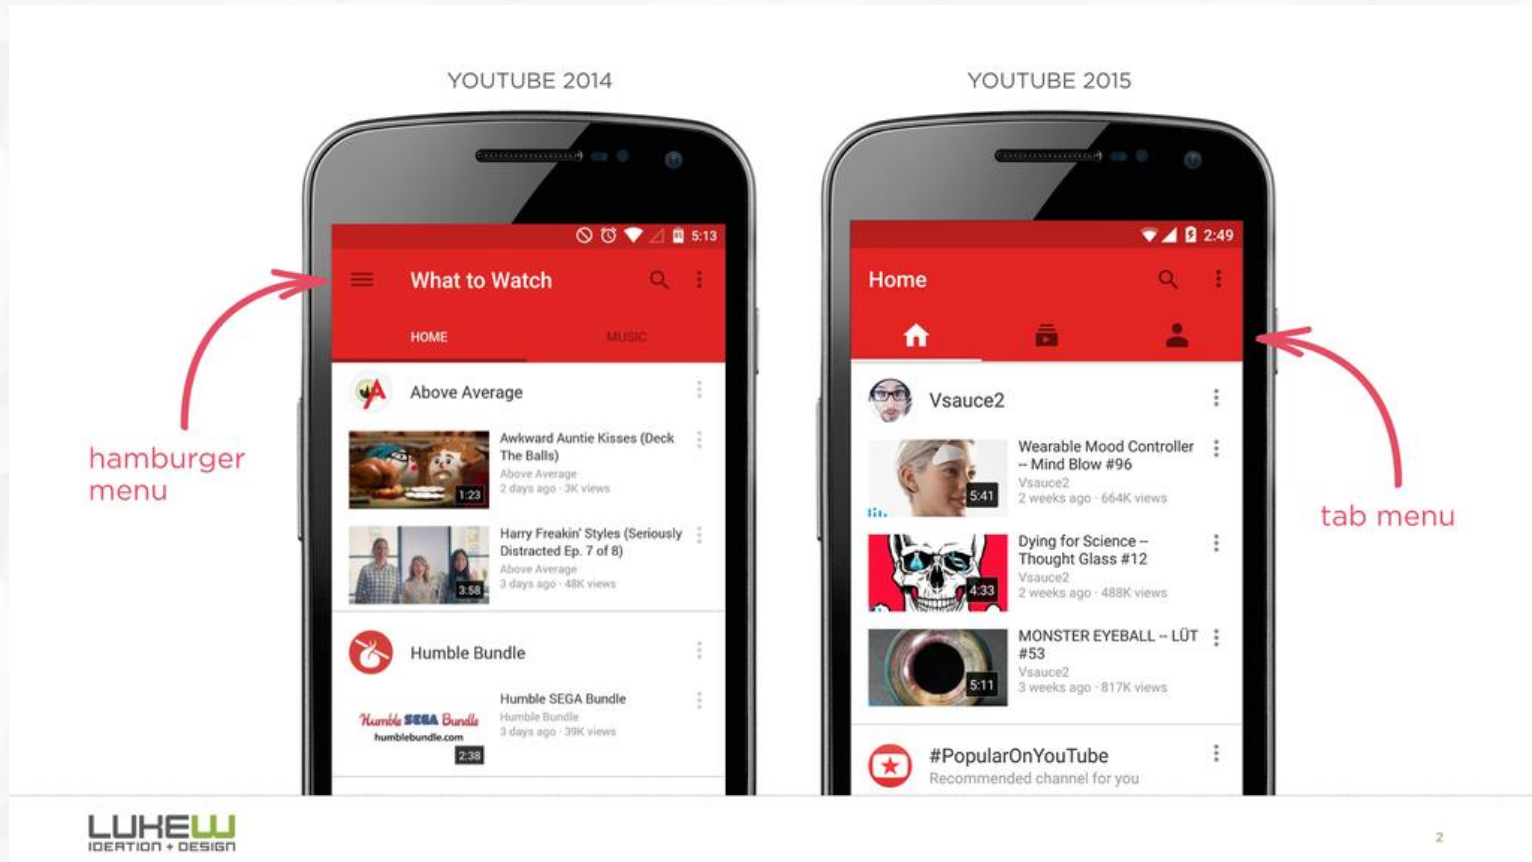 YOUTUBE 2014
YOUTUBE 2015
hamburger
menu
5:13
What to Watch
HOME
MUSIC
Above Average
Awkward Auntie Kisses (Deck
The Balls)
Above Average
2 days ago · 3K views
1:23
Harry Freakin' Styles (Seriously
Distracted Ep. 7 of 8)
Above Average
3 days ago · 48K views
3:58
Humble Bundle
Humble SEGA Bundle
humblebundle.com
2:38
Humble SEGA Bundle
Humble Bundle
3 days ago · 39K views
2:49
Home
Vsauce2
Wearable Mood Controller
-- Mind Blow #96
Vsauce2
2 weeks ago · 664K views
5:41
Dying for Science --
Thought Glass #12
Vsauce2
2 weeks ago · 488K views
4:33
MONSTER EYEBALL -- LÜT
#53
Vsauce2
3 weeks ago · 817K views
5:11
#PopularOnYouTube
Recommended channel for you
tab menu
LUKEW
IDEATION + DESIGN
2